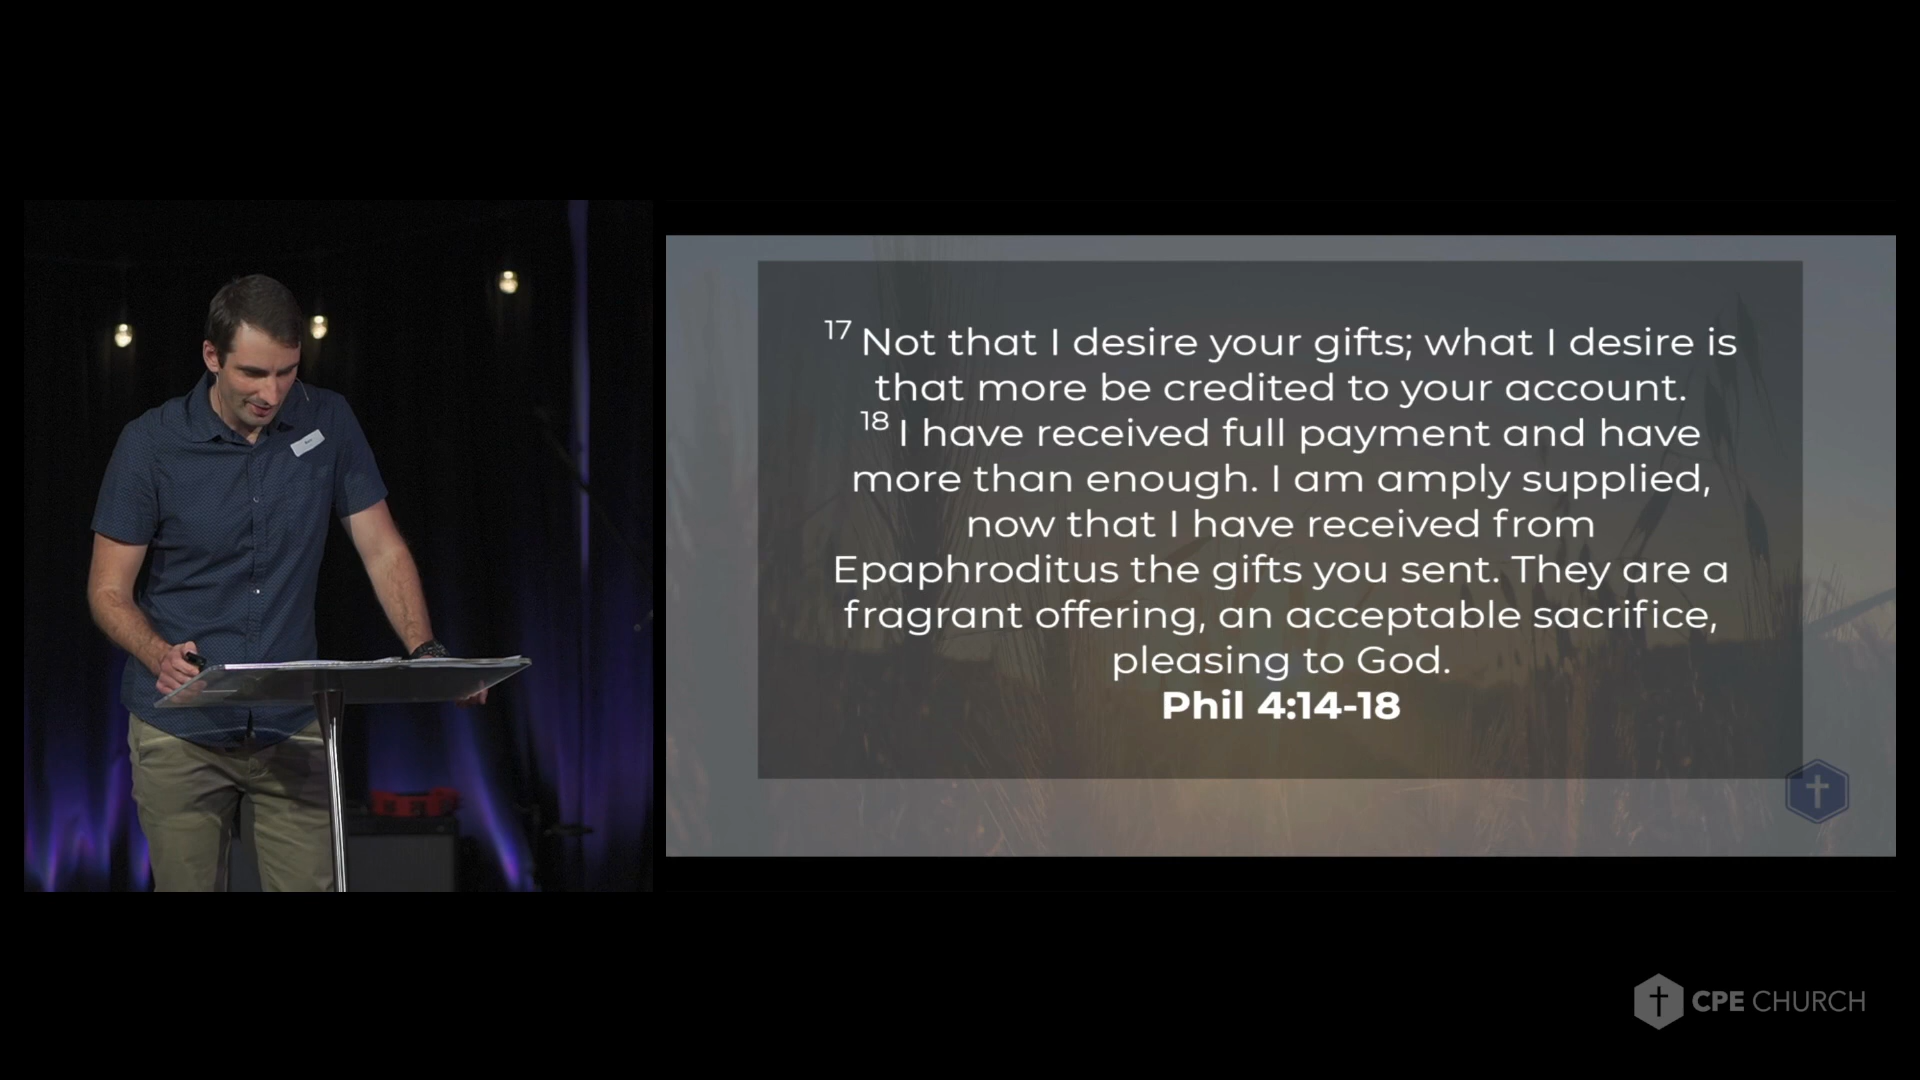 17 Not that I desire your gifts; what I desire is
that more be credited to your account.
18 I have received full payment and have
more than enough. I am amply supplied,
now that I have received from
Epaphroditus the gifts you sent. They are a
fragrant offering, an acceptable sacrifice,
pleasing to God.
Phil 4:14-18
CPE CHURCH